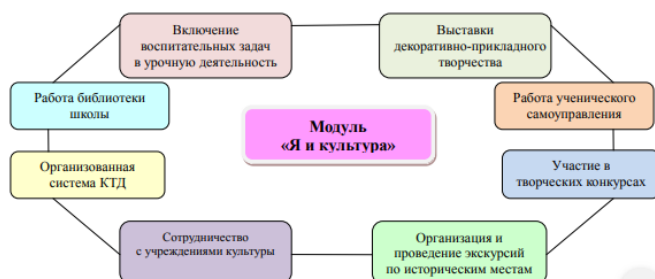 Включение
воспитательных задач
в урочную деятельность
Выставки
декоративно-прикладного
творчества
Работа библиотеки
школы
Работа ученического
самоуправления
Модуль
«Я и культура»
Организованная
система КТД
Участие в
творческих конкурсах
Сотрудничество
с учреждениями культуры
Организация и
проведение экскурсий
по историческим местам